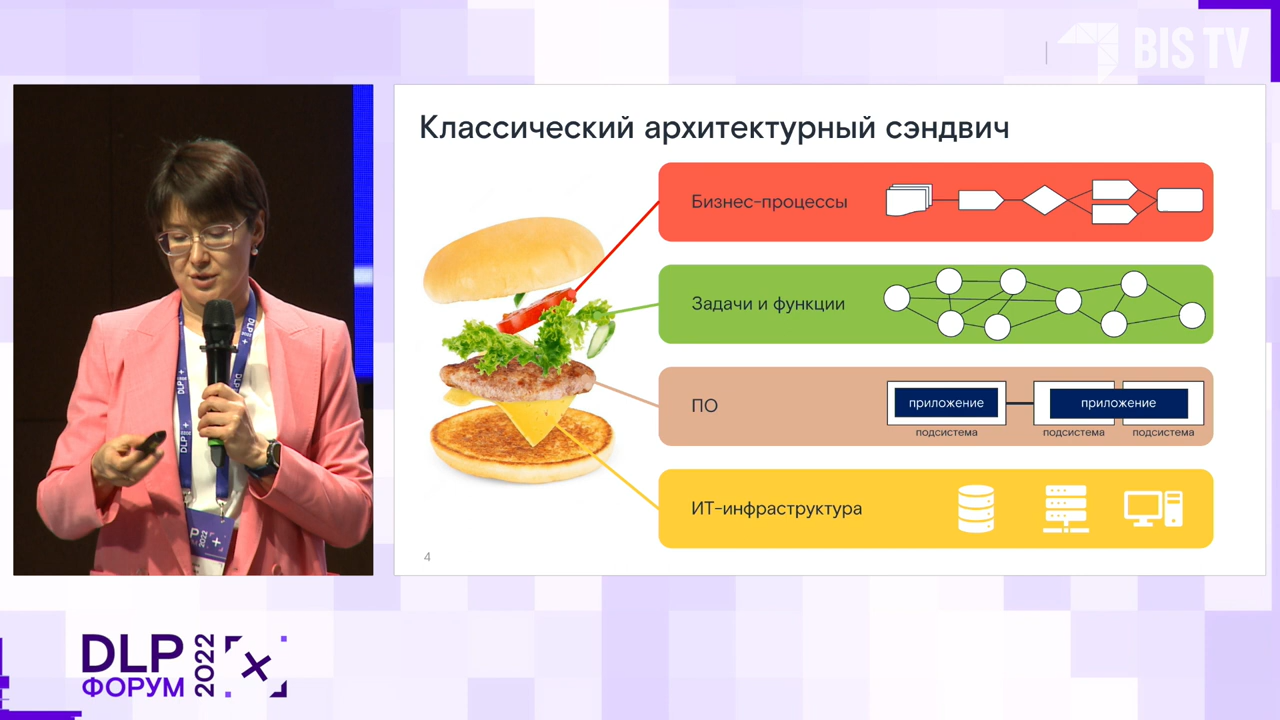 BIS TV
Классический архитектурный сэндвич
Бизнес-процессы
Задачи и функции
ПО
приложение
приложение
подсистема
подсистема
подсистема
ИТ-инфраструктура
4
DLP
ФОРУМ
2022